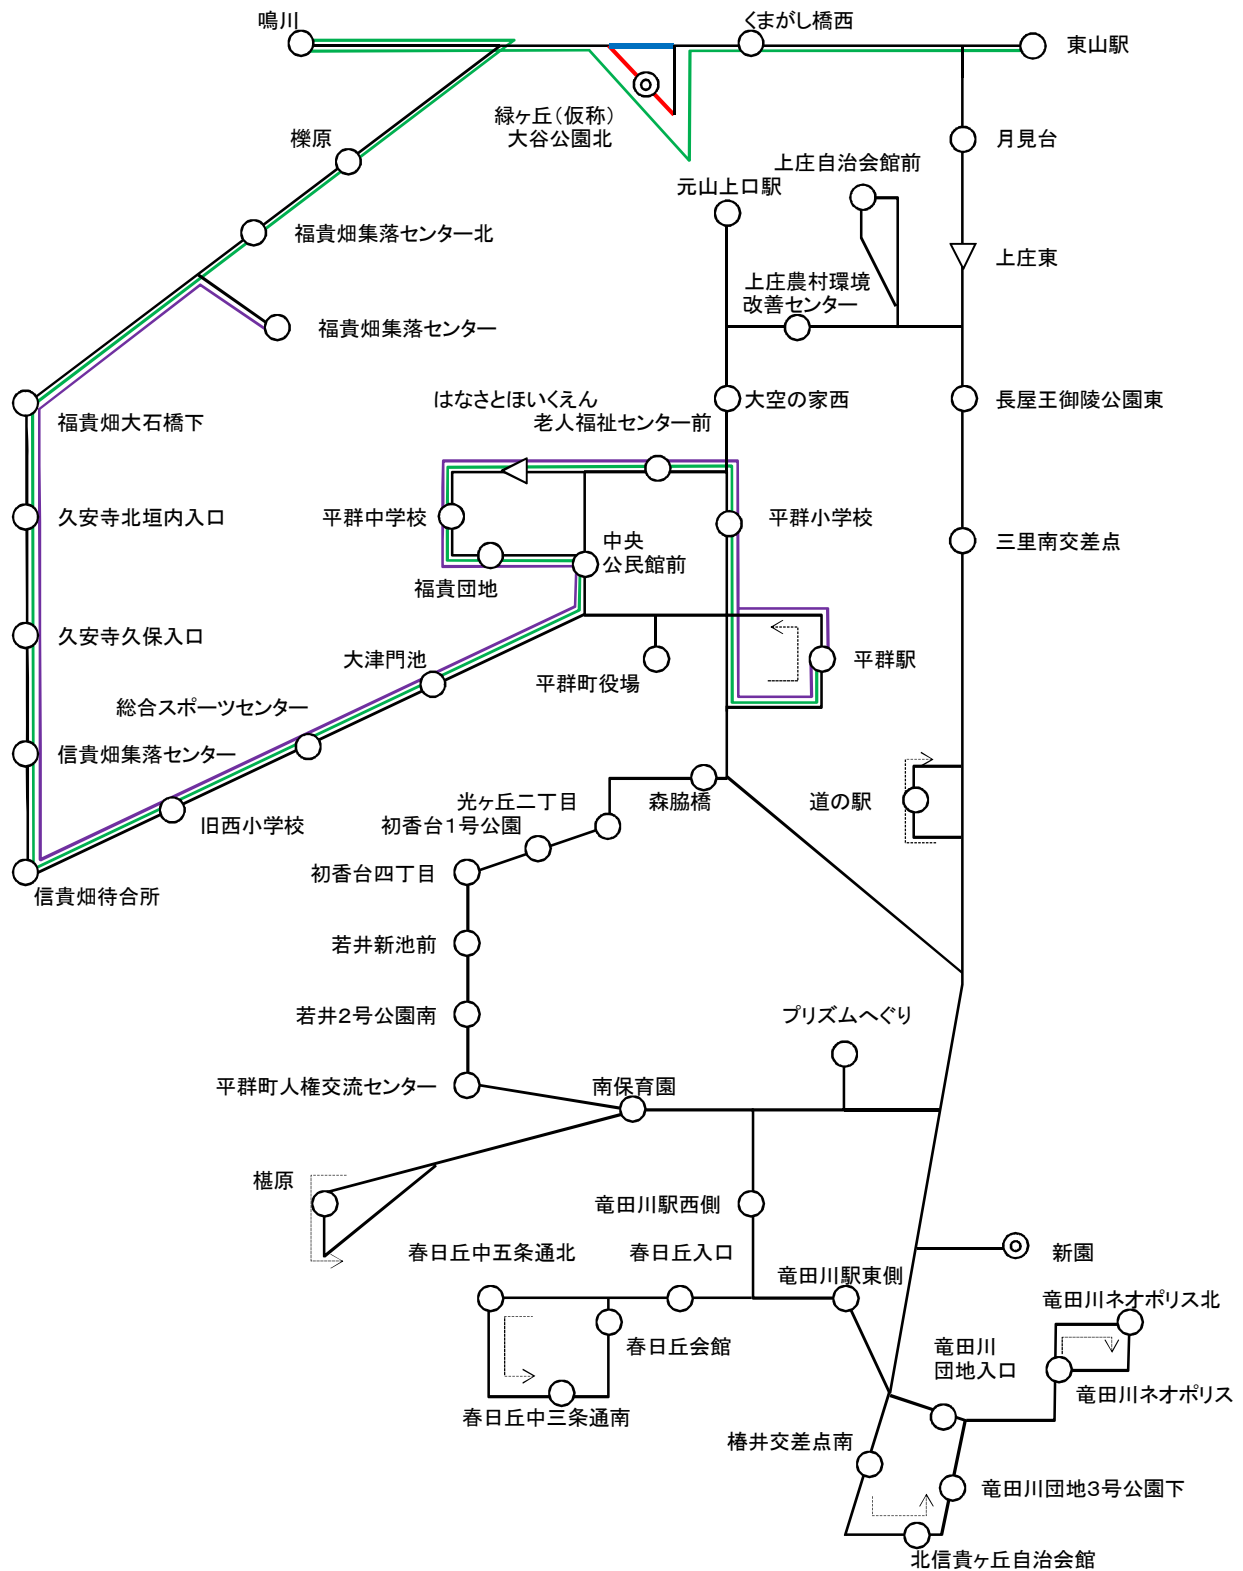 鳴川
くまがし橋西
東山駅
緑ヶ丘(仮称)
大谷公園北
月見台
櫟原
上庄自治会館前
元山上口駅
福貴畑集落センター北
上庄東
上庄農村環境
改善センター
福貴畑集落センター
はなさとほいくえん
老人福祉センター前
大空の家西
長屋王御陵公園東
福貴畑大石橋下
久安寺北垣内入口
平群中学校
平群小学校
三里南交差点
中央
公民館前
福貴団地
久安寺久保入口
大津門池
平群町役場
平群駅
総合スポーツセンター
信貴畑集落センター
旧西小学校
光ヶ丘二丁目
初香台1号公園
森脇橋
道の駅
初香台四丁目
信貴畑待合所
若井新池前
若井2号公園南
プリズムへぐり
平群町人権交流センター
南保育園
椹原
竜田川駅西側
春日丘中五条通北
春日丘入口
新園
竜田川駅東側
竜田川ネオポリス北
春日丘会館
竜田川
団地入口
竜田川ネオポリス
春日丘中三条通南
椿井交差点南
竜田川団地3号公園下
北信貴ヶ丘自治会館